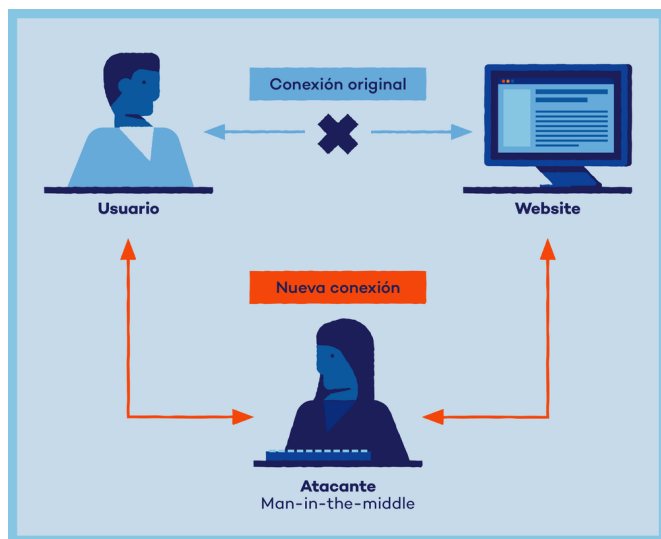 Conexión original
Usuario
Website
Nueva conexión
Atacante
Man-in-the-middle